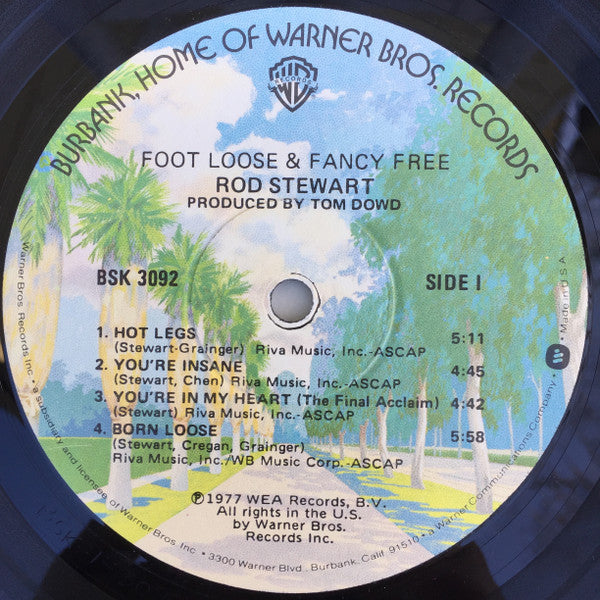 BURBANK, HOME OF WARNER BROS. RECORDS
WB
RECORDS
FOOT LOOSE & FANCY FREE
ROD STEWART
PRODUCED BY TOM DOWD
BSK 3092
SIDE I
1. HOT LEGS 5:11
(Stewart-Grainger) Riva Music, Inc.-ASCAP
2. YOU'RE INSANE 4:45
(Stewart, Chen) Riva Music, Inc.-ASCAP
3. YOU'RE IN MY HEART (The Final Acclaim) 4:42
(Stewart) Riva Music, Inc.-ASCAP
4. BORN LOOSE 5:58
(Stewart, Cregan, Grainger)
Riva Music, Inc./WB Music Corp.-ASCAP
℗1977 WEA Records, B.V.
All rights in the U.S.
by Warner Bros.
Records Inc.
Warner Bros. Records Inc. • a subsidiary and licensee of Warner Bros. Inc. • 3300 Warner Blvd., Burbank, Calif. 91510 • a Warner Communications Company • Made in U.S.A.